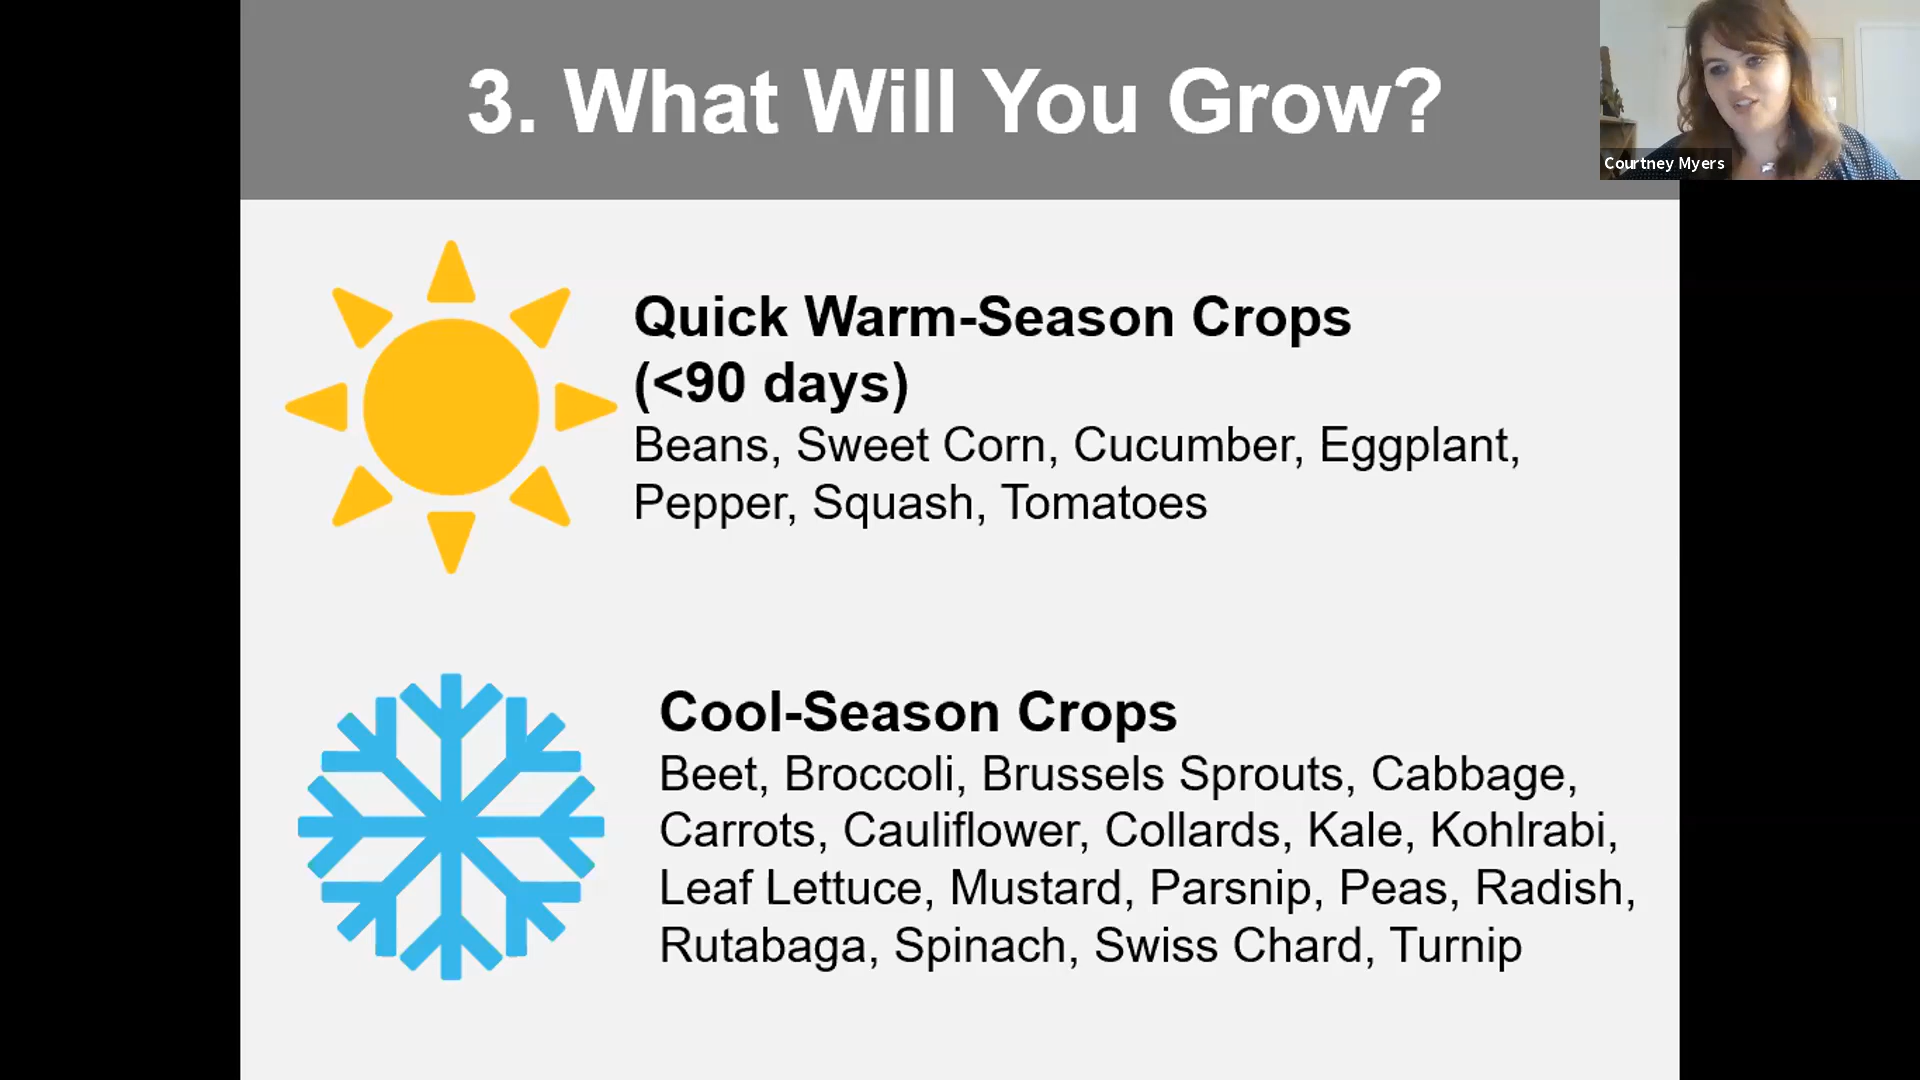 3. What Will You Grow?
Courtney Myers
Quick Warm-Season Crops
(<90 days)
Beans, Sweet Corn, Cucumber, Eggplant,
Pepper, Squash, Tomatoes
Cool-Season Crops
Beet, Broccoli, Brussels Sprouts, Cabbage,
Carrots, Cauliflower, Collards, Kale, Kohlrabi,
Leaf Lettuce, Mustard, Parsnip, Peas, Radish,
Rutabaga, Spinach, Swiss Chard, Turnip